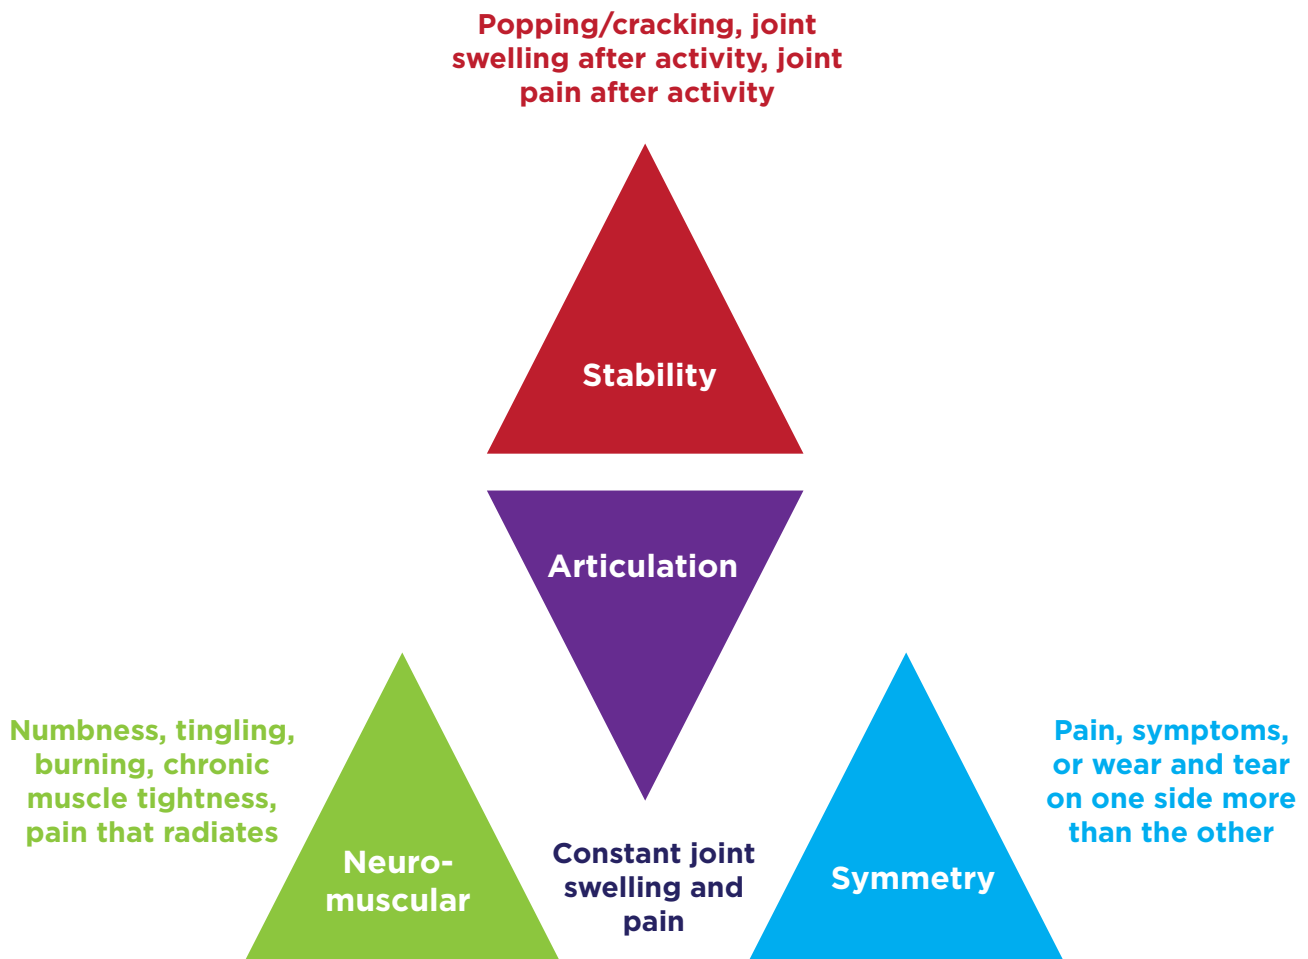 Popping/cracking, joint
swelling after activity, joint
pain after activity
Stability
Articulation
Numbness, tingling,
burning, chronic
muscle tightness,
pain that radiates
Neuro-
muscular
Constant joint
swelling and
pain
Symmetry
Pain, symptoms,
or wear and tear
on one side more
than the other